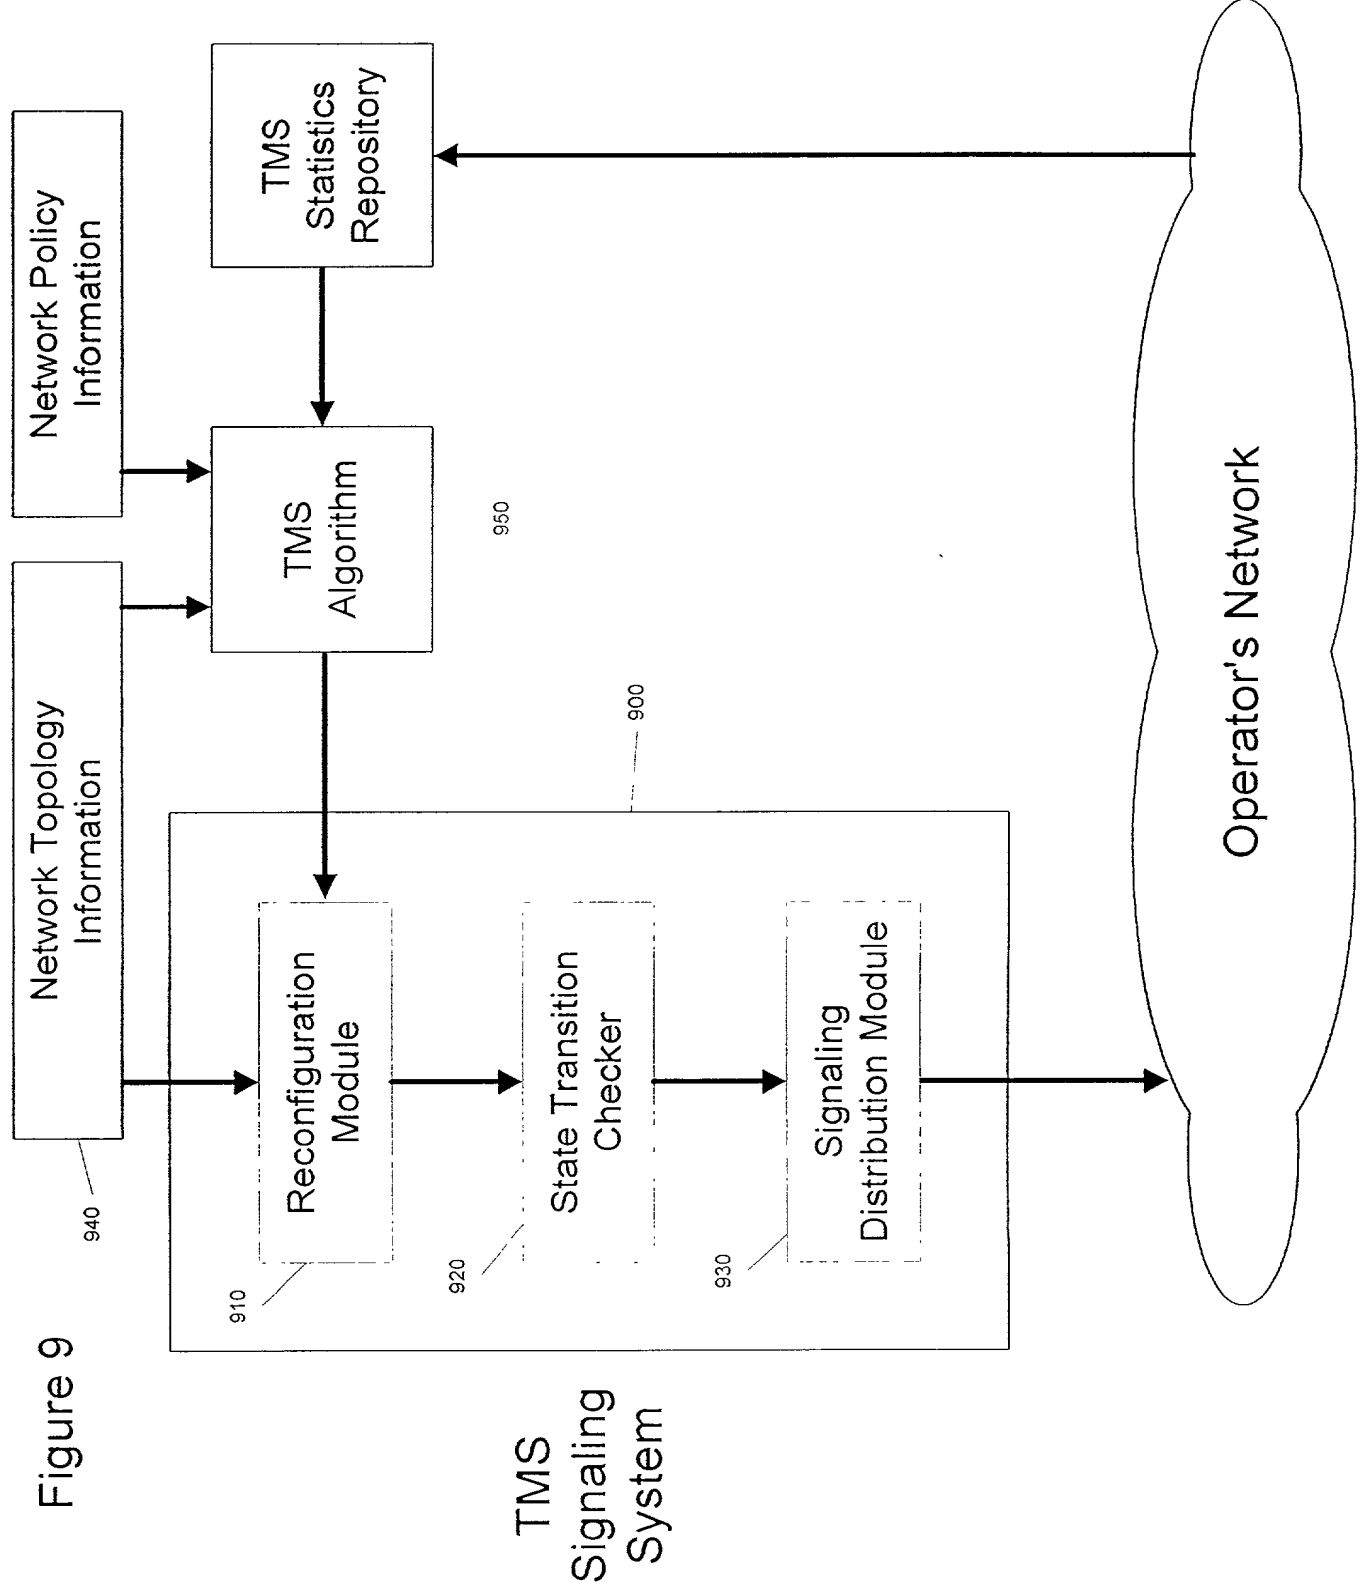 Figure 9
940
Network Topology
Information
Network Policy
Information
910
Reconfiguration
Module
TMS
Algorithm
950
TMS
Statistics
Repository
TMS
Signaling
System
900
920
State Transition
Checker
930
Signaling
Distribution Module
Operator's Network